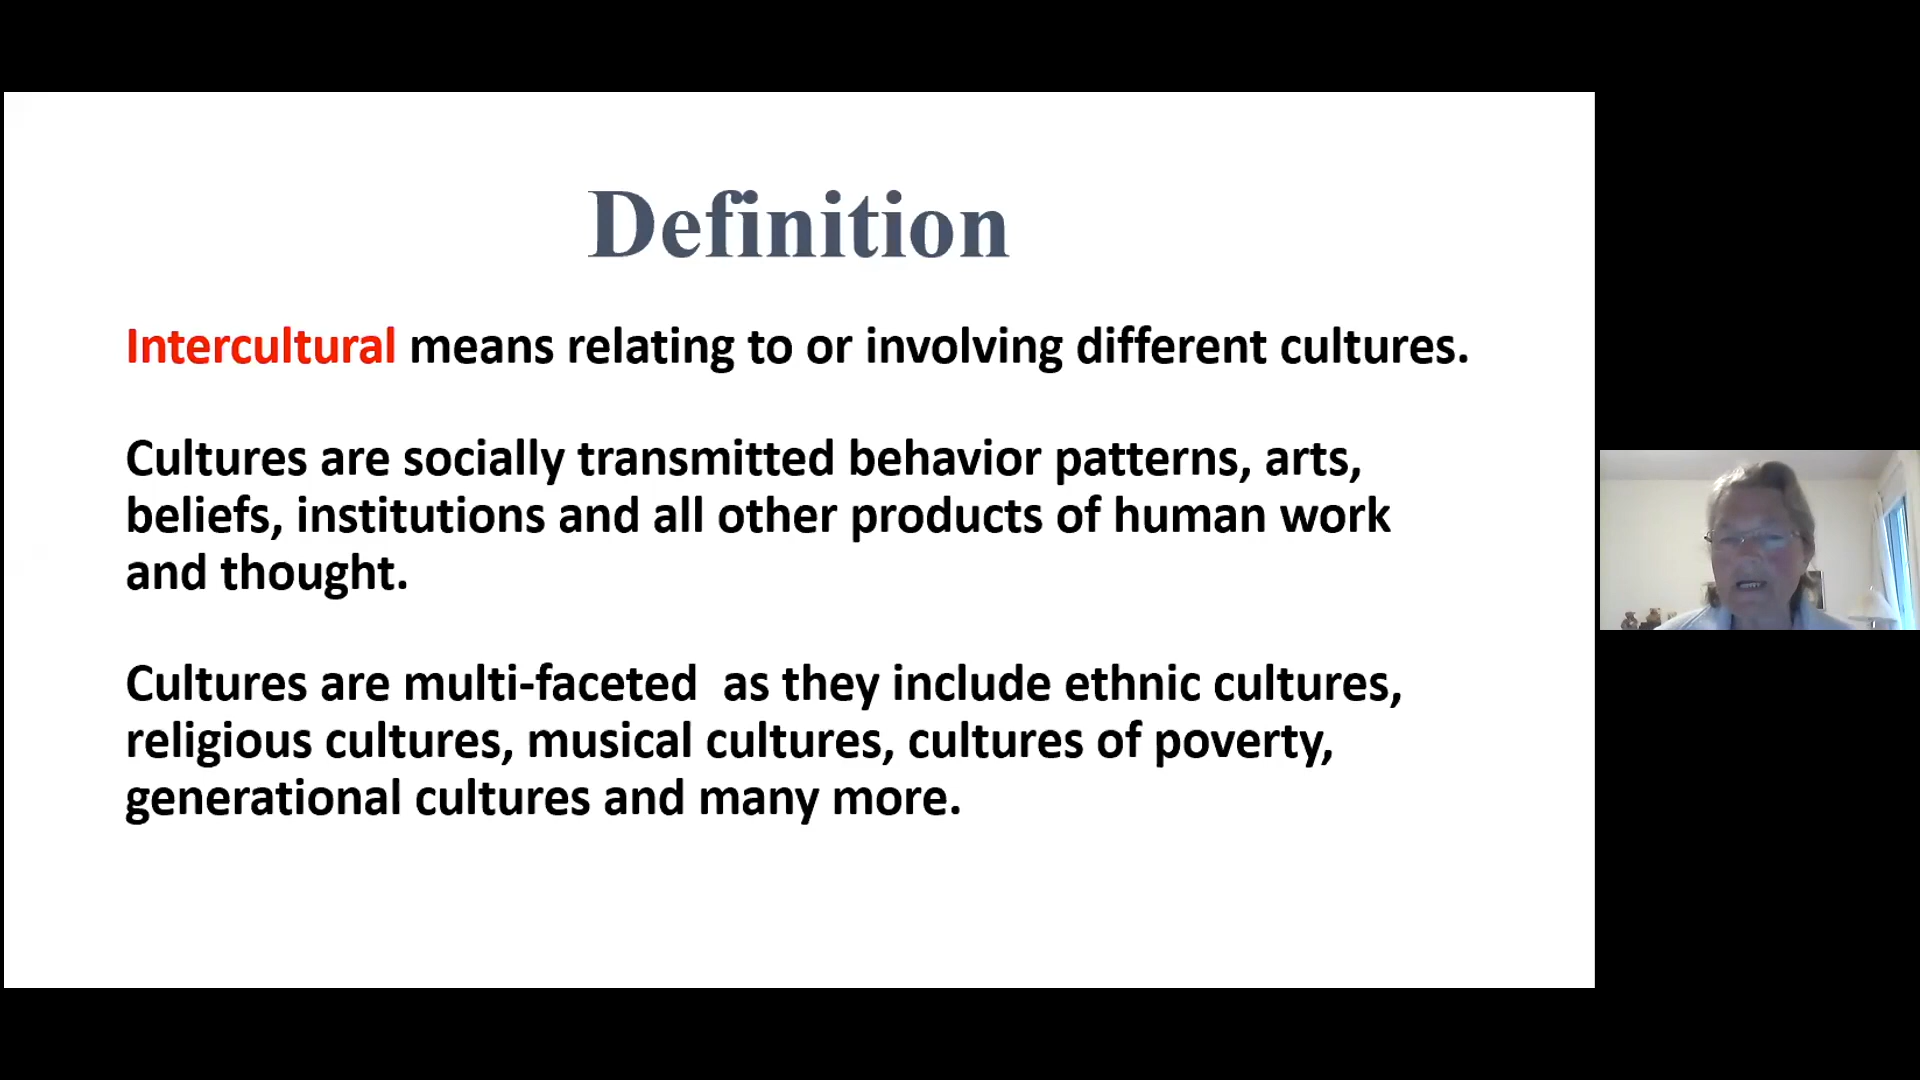 Definition
Intercultural means relating to or involving different cultures.
Cultures are socially transmitted behavior patterns, arts,
beliefs, institutions and all other products of human work
and thought.
Cultures are multi-faceted  as they include ethnic cultures,
religious cultures, musical cultures, cultures of poverty,
generational cultures and many more.